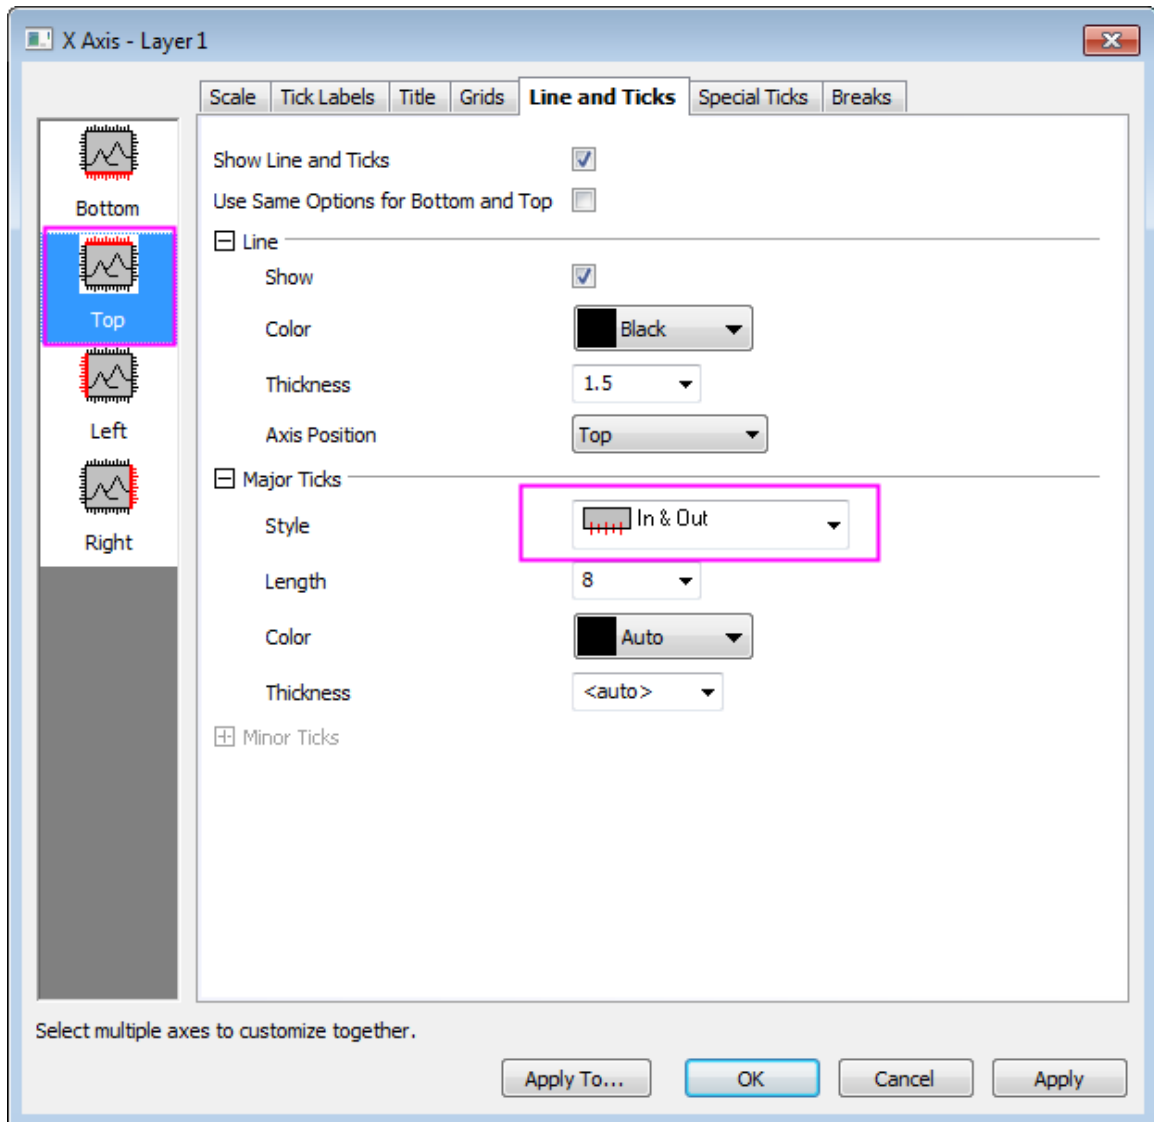 X Axis - Layer 1
Scale Tick Labels Title Grids Line and Ticks Special Ticks Breaks
Bottom
Top
Left
Right
Show Line and Ticks
Use Same Options for Bottom and Top
Line
Show
Color Black
Thickness 1.5
Axis Position Top
Major Ticks
Style In & Out
Length 8
Color Auto
Thickness <auto>
Minor Ticks
Select multiple axes to customize together.
Apply To... OK Cancel Apply